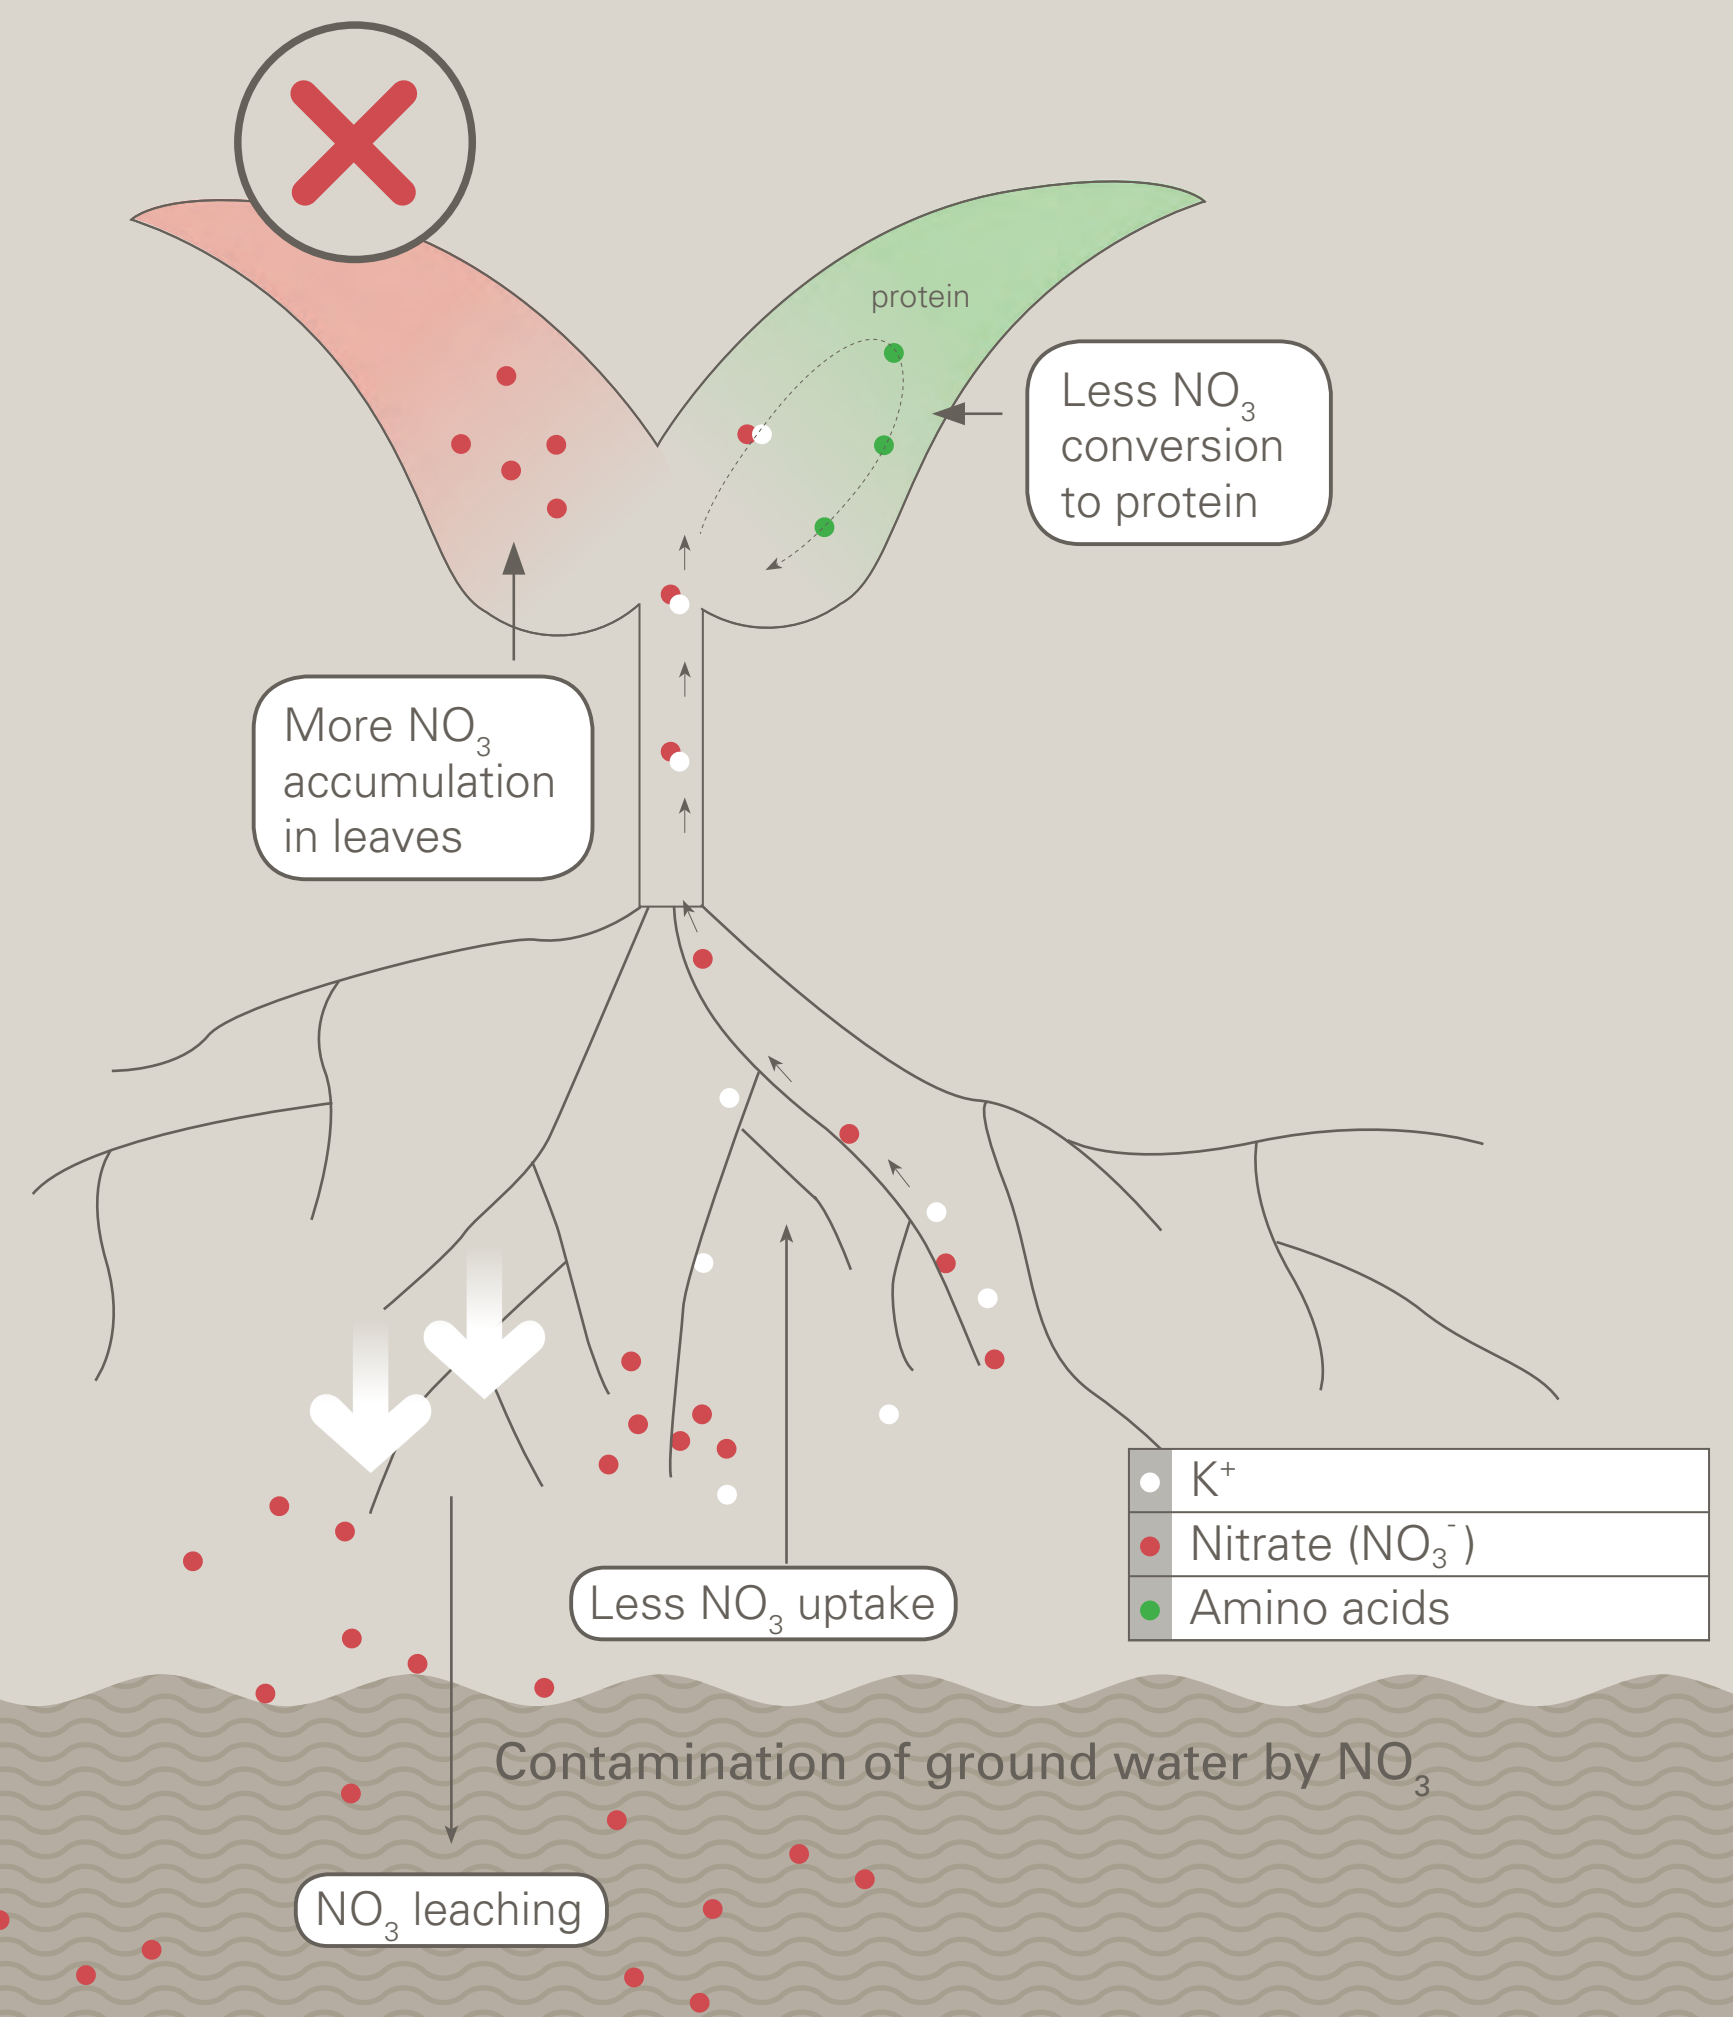 protein
Less NO₃
conversion
to protein
More NO₃
accumulation
in leaves
K⁺
Nitrate (NO₃⁻)
Amino acids
Less NO₃ uptake
Contamination of ground water by NO₃
NO₃ leaching